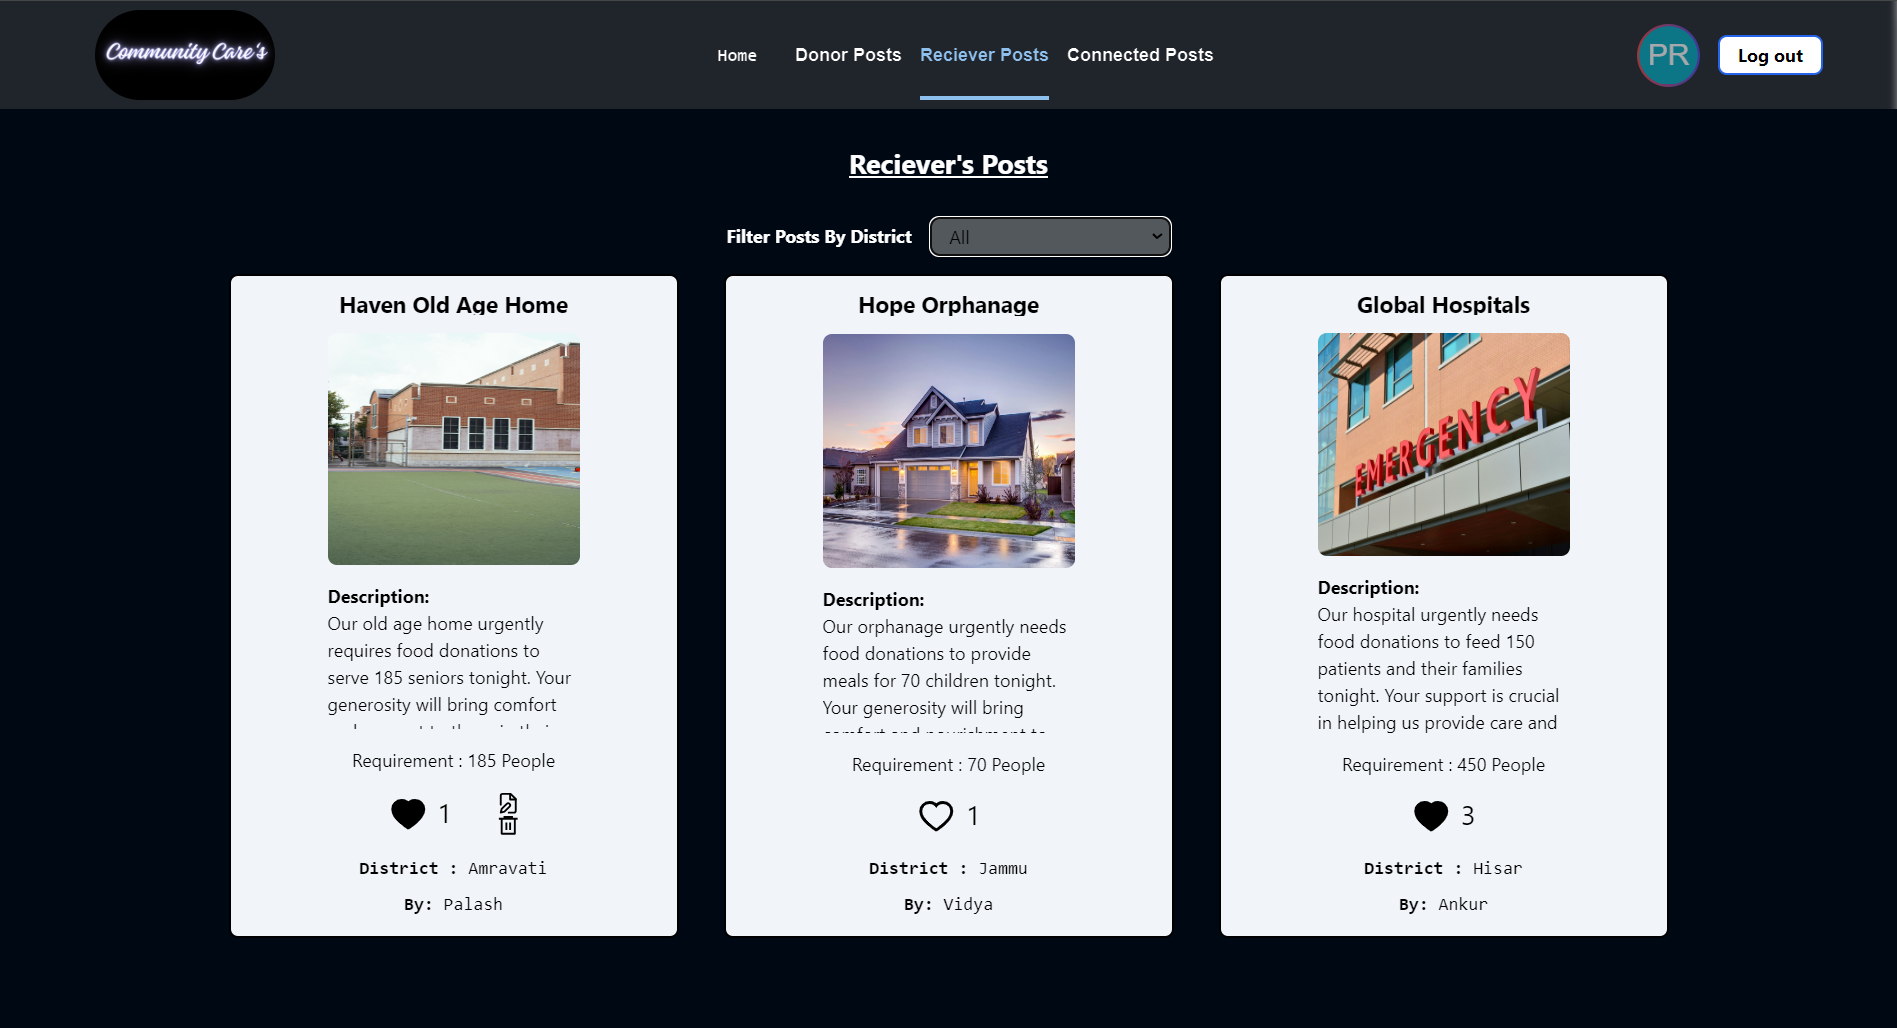 Community Care's
Home Donor Posts Reciever Posts Connected Posts
PR
Log out
Reciever's Posts
Filter Posts By District All
Haven Old Age Home
Description:
Our old age home urgently
requires food donations to
serve 185 seniors tonight. Your
generosity will bring comfort
Requirement : 185 People
1
District : Amravati
By: Palash
Hope Orphanage
Description:
Our orphanage urgently needs
food donations to provide
meals for 70 children tonight.
Your generosity will bring
comfort and nourishment to
Requirement : 70 People
1
District : Jammu
By: Vidya
Global Hospitals
EMERGENCY
Description:
Our hospital urgently needs
food donations to feed 150
patients and their families
tonight. Your support is crucial
in helping us provide care and
Requirement : 450 People
3
District : Hisar
By: Ankur